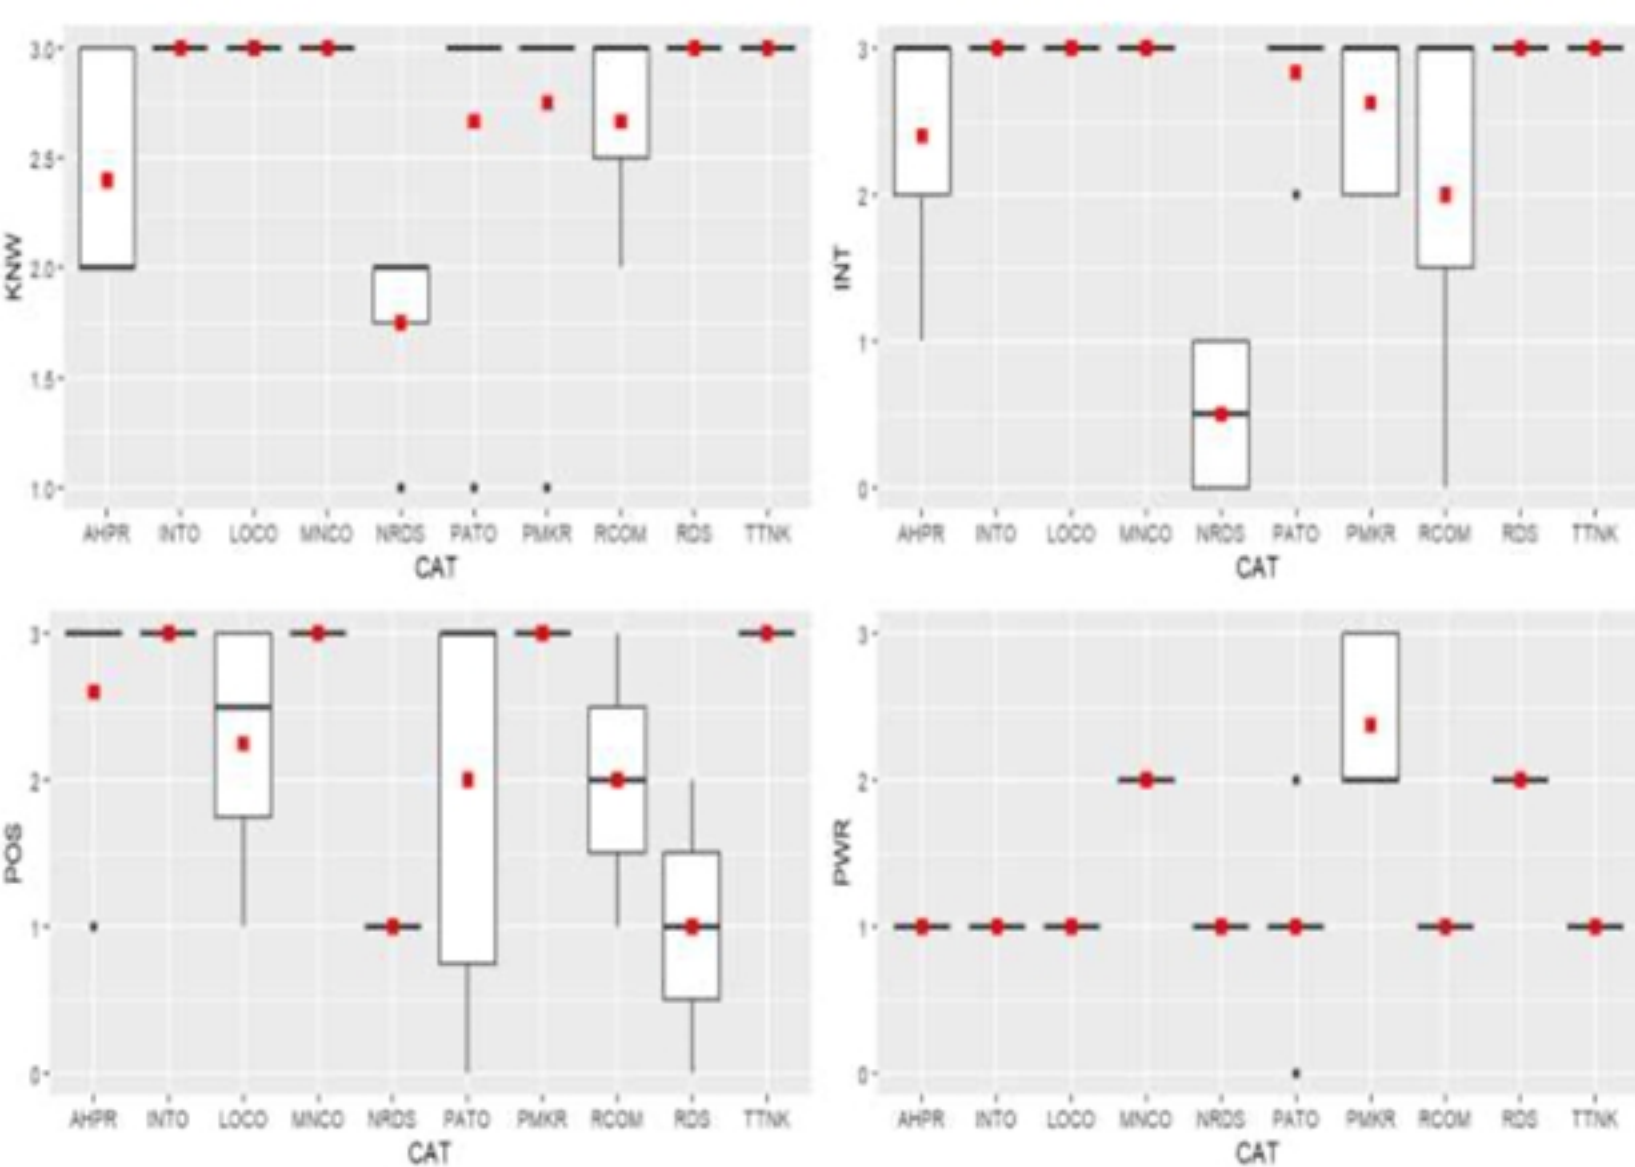 KNW
3.0
2.5
2.0
1.5
1.0
AHPR INTO LOCO MNCO NRDS PATO PMKR RCOM RDS TTNK
CAT
INT
3
2
1
0
AHPR INTO LOCO MNCO NRDS PATO PMKR RCOM RDS TTNK
CAT
POS
3
2
1
0
AHPR INTO LOCO MNCO NRDS PATO PMKR RCOM RDS TTNK
CAT
PWR
3
2
1
0
AHPR INTO LOCO MNCO NRDS PATO PMKR RCOM RDS TTNK
CAT